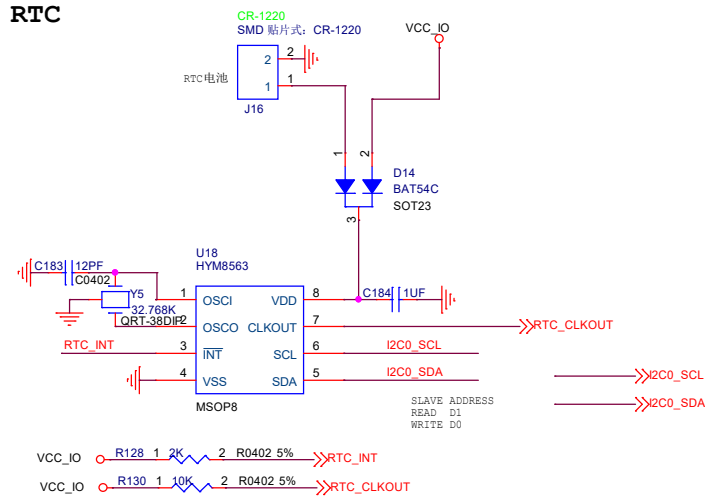 RTC
CR-1220
SMD 贴片式：CR-1220
VCC_IO
2 2
RTC电池
1 1
J16
1 2
D14
BAT54C
SOT23
3
U18
HYM8563
C183 12PF
C0402
Y5
32.768K
QRT-38DIP
C184 1UF
1 OSCI VDD 8
2 OSCO CLKOUT 7
RTC_CLKOUT
RTC_INT 3 INT SCL 6 I2C0_SCL
4 VSS SDA 5 I2C0_SDA
MSOP8
I2C0_SCL
I2C0_SDA
SLAVE ADDRESS
READ D1
WRITE D0
VCC_IO R128 1 2K 2 R0402 5% RTC_INT
VCC_IO R130 1 10K 2 R0402 5% RTC_CLKOUT